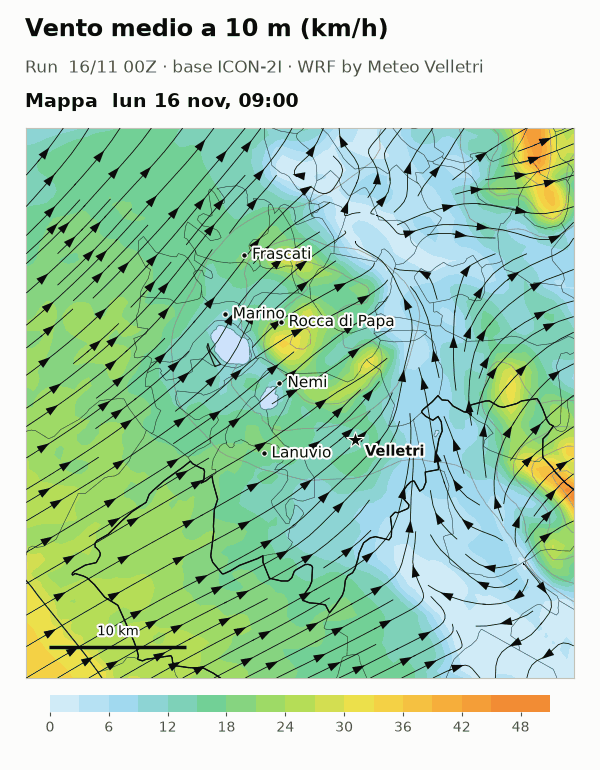 Vento medio a 10 m (km/h)
Run  16/11 00Z · base ICON-2I · WRF by Meteo Velletri
Mappa  lun 16 nov, 09:00
Frascati
Marino
Rocca di Papa
Nemi
Velletri
Lanuvio
10 km
0 6 12 18 24 30 36 42 48